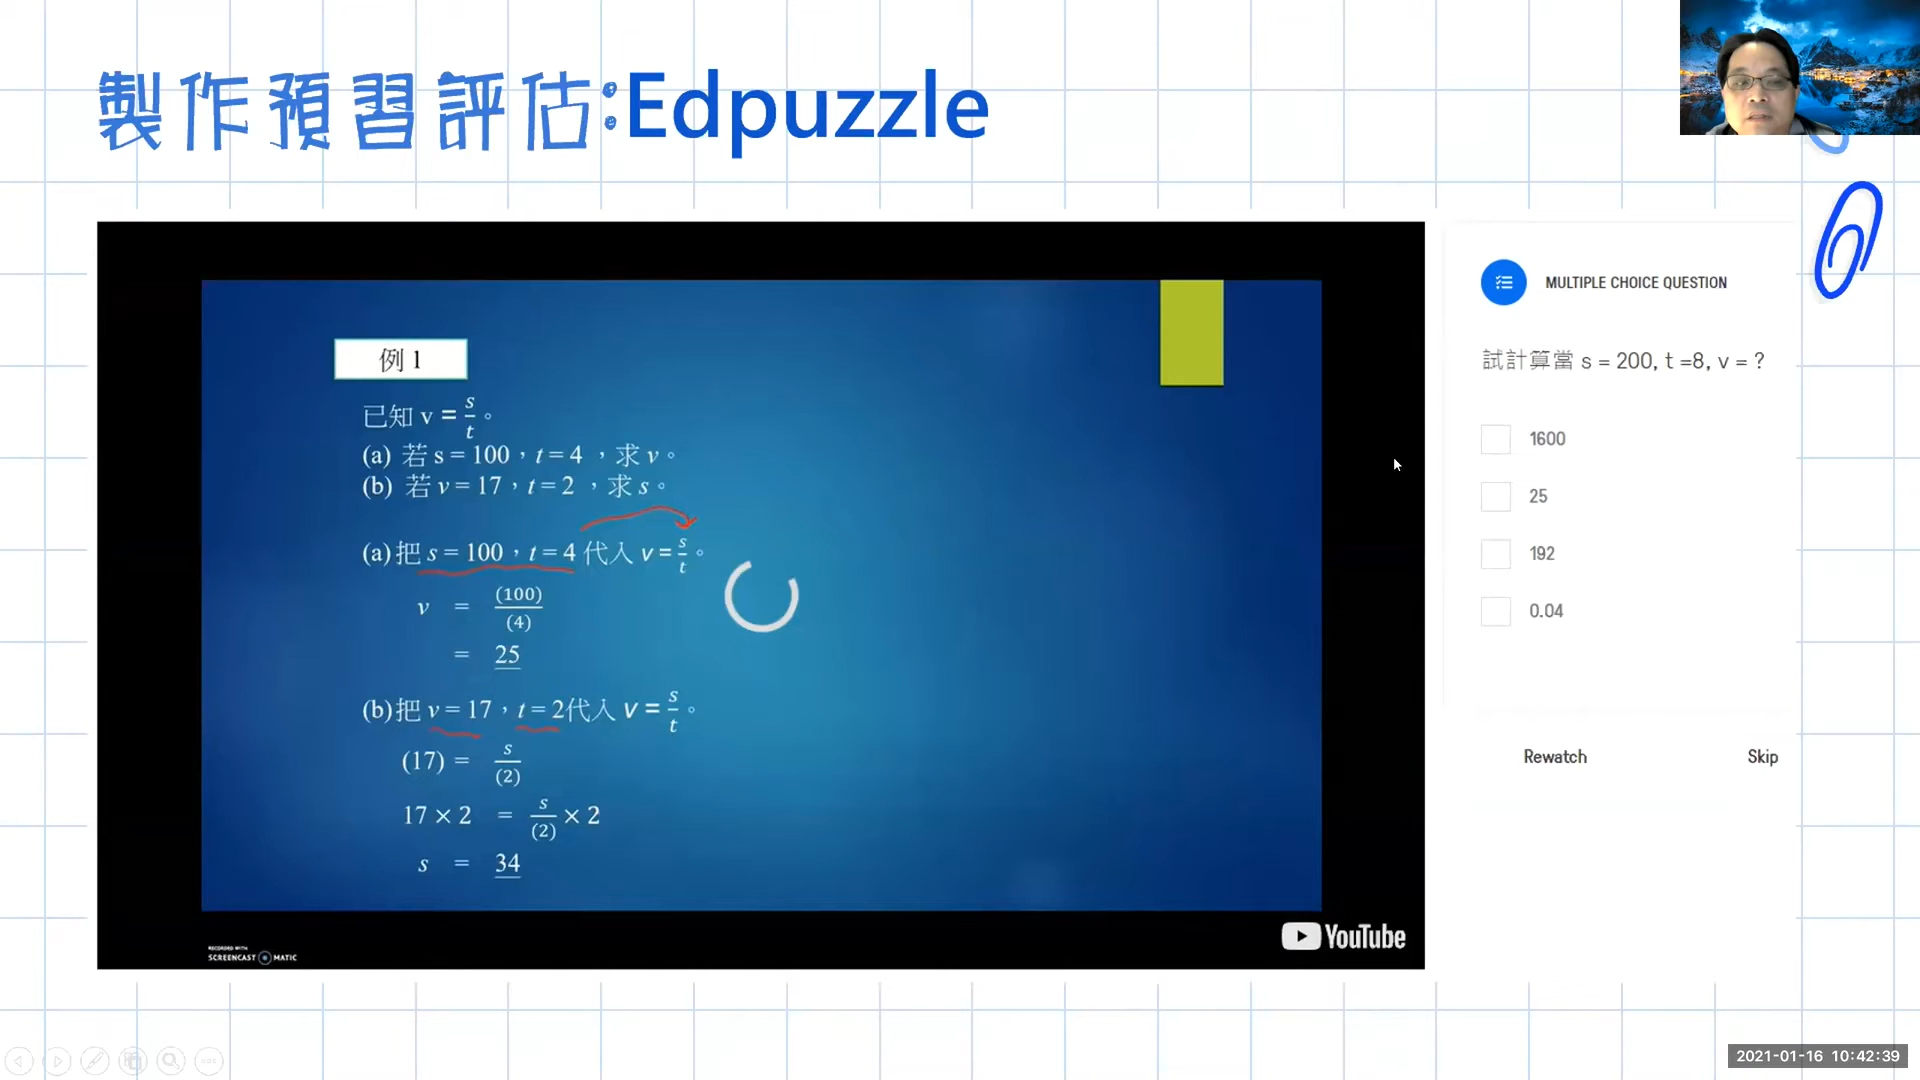 製作預習評估:Edpuzzle
例 1
已知 v = s/t。
(a) 若 s = 100，t = 4 ，求 v。
(b) 若 v = 17，t = 2 ，求 s。
(a) 把 s = 100，t = 4 代入 v = s/t。
v = (100)/(4)
= 25
(b) 把 v = 17，t = 2代入 v = s/t。
(17) = s/(2)
17 × 2 = s/(2) × 2
s = 34
RECORDED WITH
SCREENCAST MATIC
YouTube
MULTIPLE CHOICE QUESTION
試計算當 s = 200, t =8, v = ?
1600
25
192
0.04
Rewatch Skip
2021-01-16 10:42:39